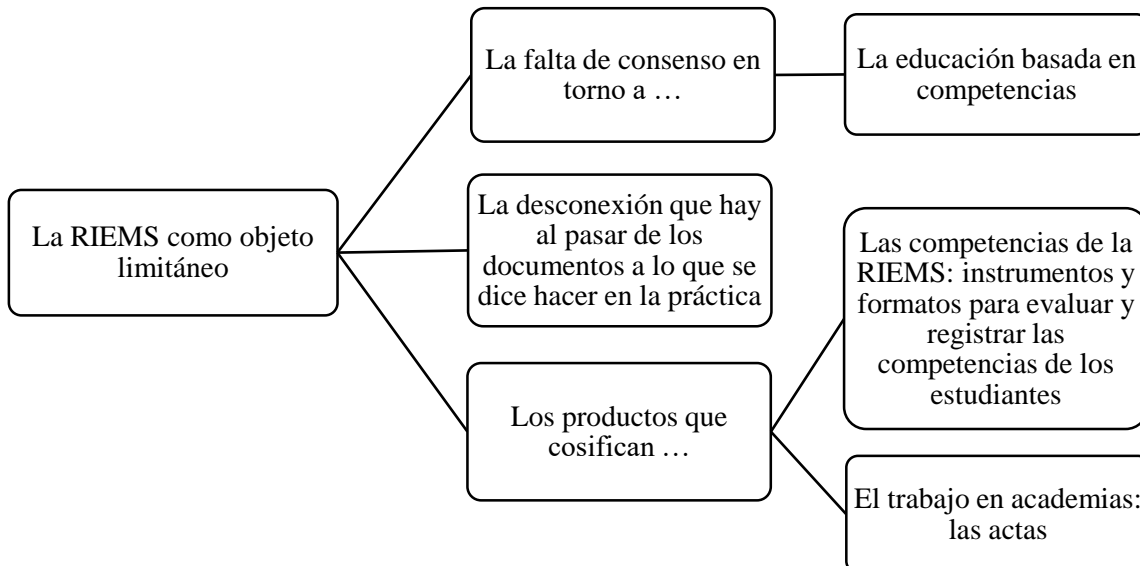 La falta de consenso en
torno a …
La educación basada en
competencias
La RIEMS como objeto
limitáneo
La desconexión que hay
al pasar de los
documentos a lo que se
dice hacer en la práctica
Las competencias de la
RIEMS: instrumentos y
formatos para evaluar y
registrar las
competencias de los
estudiantes
Los productos que
cosifican …
El trabajo en academias:
las actas